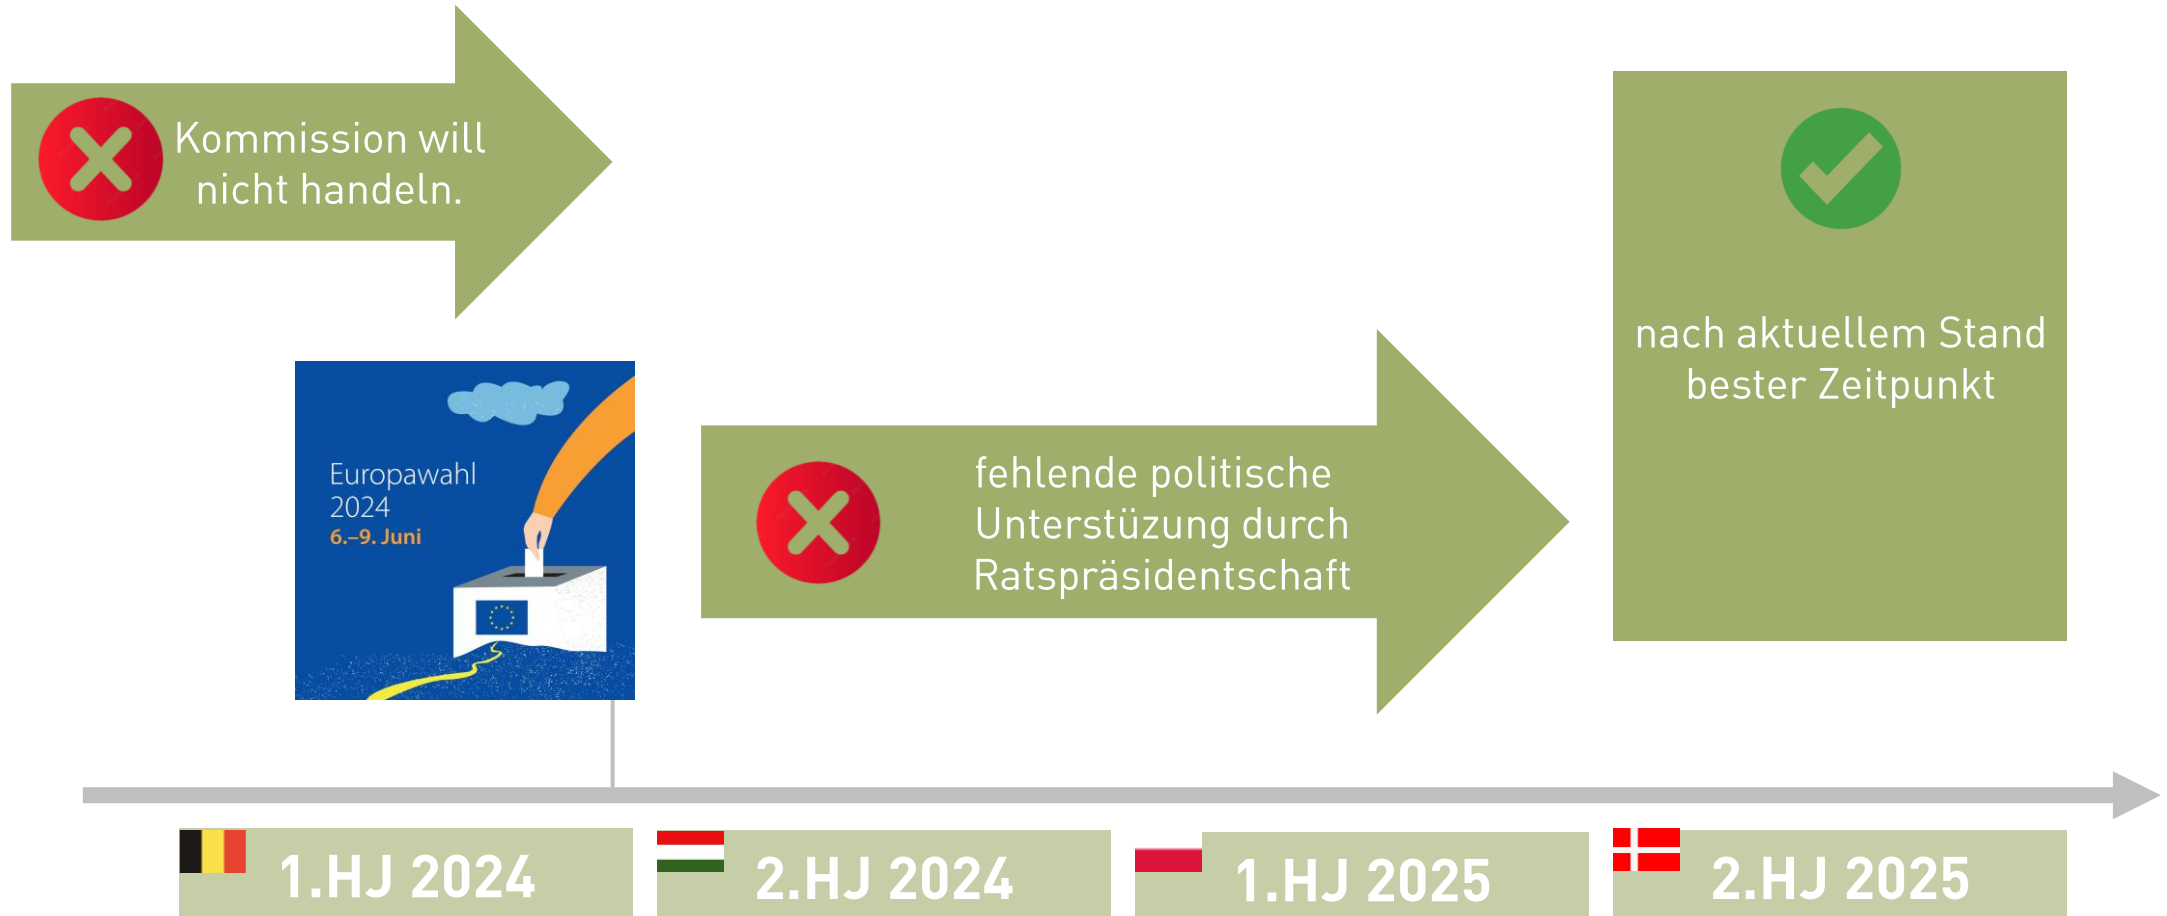 Kommission will
nicht handeln.
nach aktuellem Stand
bester Zeitpunkt
Europawahl
2024
6.–9. Juni
fehlende politische
Unterstüzung durch
Ratspräsidentschaft
1.HJ 2024
2.HJ 2024
1.HJ 2025
2.HJ 2025